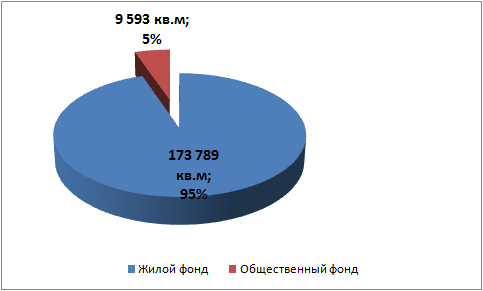 9 593 кв.м;
5%
173 789
кв.м;
95%
Жилой фонд
Общественный фонд